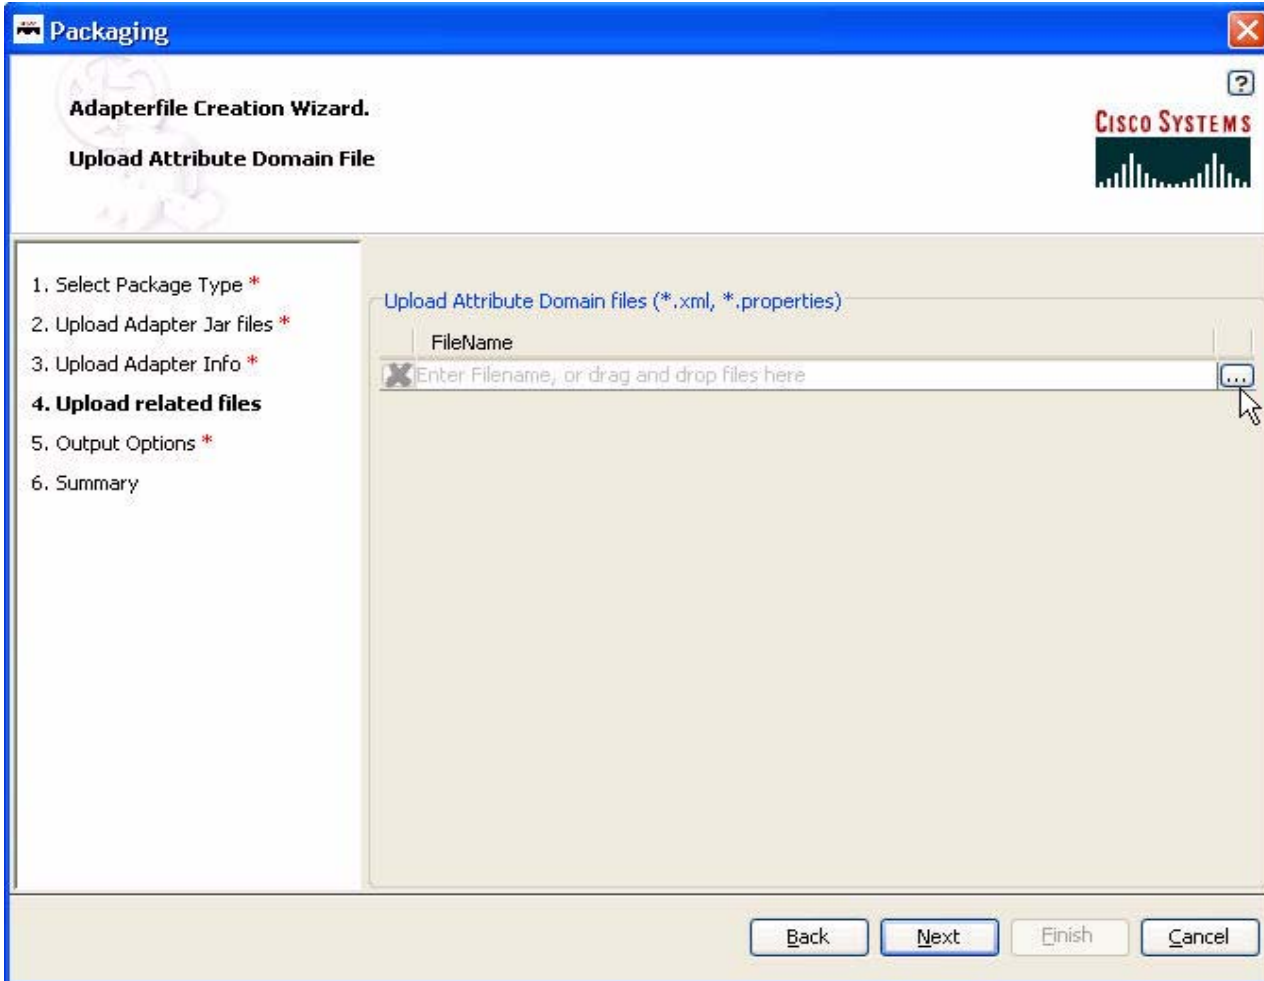 Packaging
?
Adapterfile Creation Wizard.
CISCO SYSTEMS
Upload Attribute Domain File
1. Select Package Type *
2. Upload Adapter Jar files *
3. Upload Adapter Info *
4. Upload related files
5. Output Options *
6. Summary
Upload Attribute Domain files (*.xml, *.properties)
FileName
Enter Filename, or drag and drop files here
...
Back
Next
Finish
Cancel